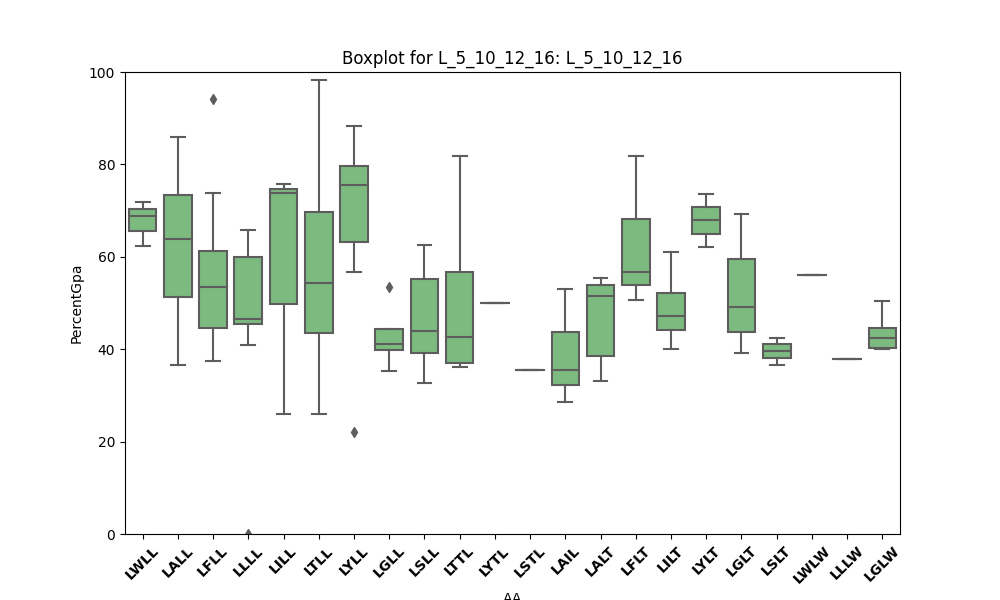 Boxplot for L_5_10_12_16: L_5_10_12_16
PercentGpa
100
80
60
40
20
0
LWLL LALL LFLL LLLL LILL LTLL LYLL LGLL LSLL LTTL LYTL LSTL LAIL LALT LFLT LILT LYLT LGLT LSLT LWLW LLLW LGLW
AA